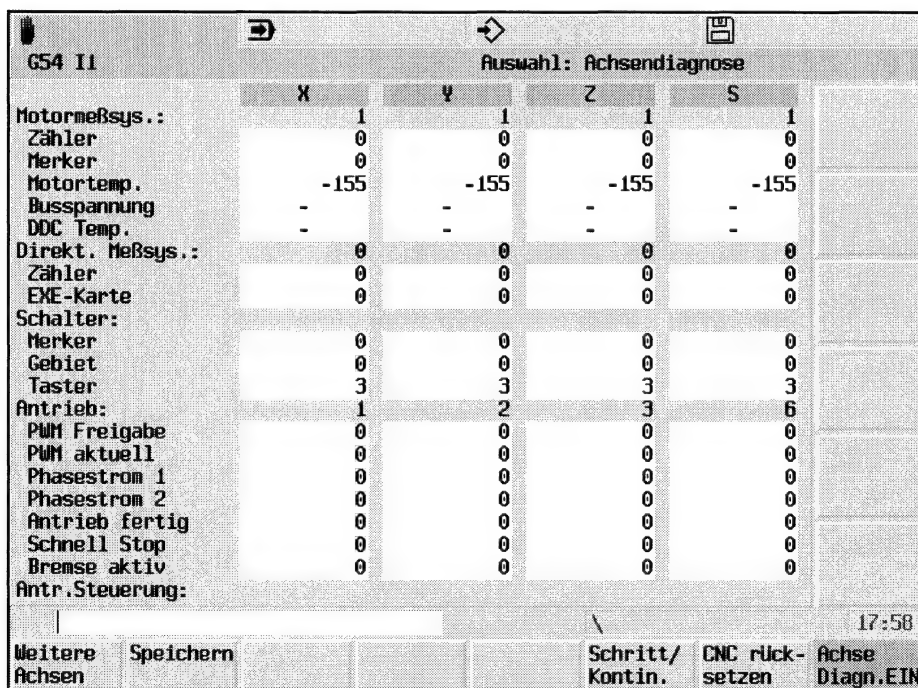 G54 I1 Auswahl: Achsendiagnose
X Y Z S
Motormeßsys.: 1 1 1 1
Zähler 0 0 0 0
Merker 0 0 0 0
Motortemp. -155 -155 -155 -155
Busspannung - - - -
DDC Temp. - - - -
Direkt. Meßsys.: 0 0 0 0
Zähler 0 0 0 0
EXE-Karte 0 0 0 0
Schalter:
Merker 0 0 0 0
Gebiet 0 0 0 0
Taster 3 3 3 3
Antrieb: 1 2 3 6
PWM Freigabe 0 0 0 0
PWM aktuell 0 0 0 0
Phasestrom 1 0 0 0 0
Phasestrom 2 0 0 0 0
Antrieb fertig 0 0 0 0
Schnell Stop 0 0 0 0
Bremse aktiv 0 0 0 0
Antr.Steuerung:
\ 17:58
Weitere Speichern Schritt/ CNC rück- Achse
Achsen Kontin. setzen Diagn.EIN